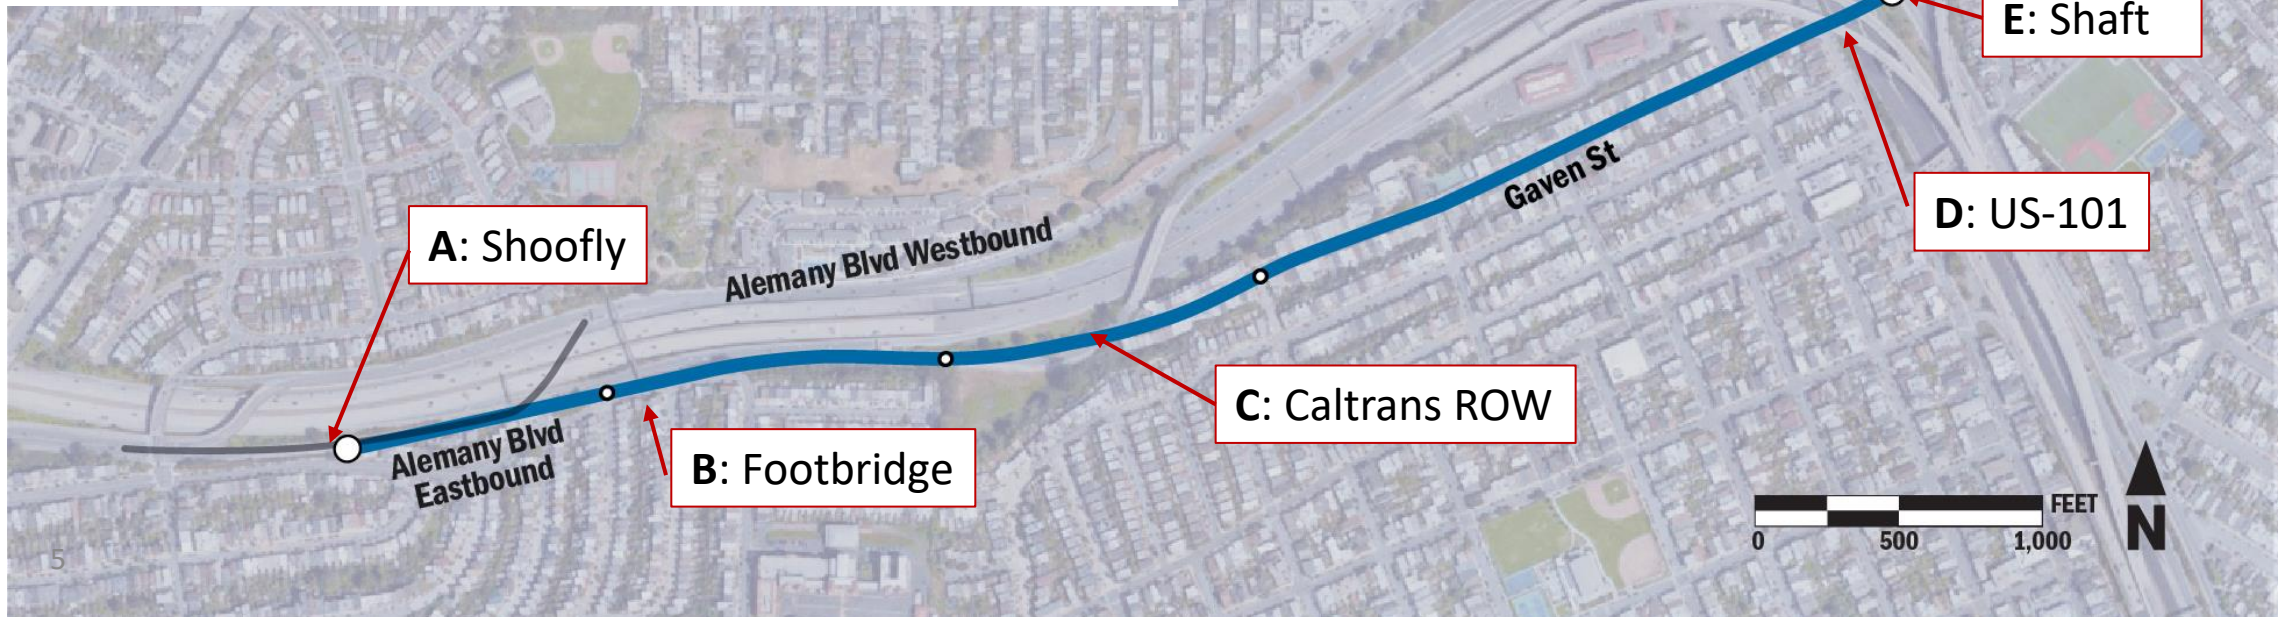 E: Shaft
Gaven St
D: US-101
A: Shoofly
Alemany Blvd Westbound
C: Caltrans ROW
Alemany Blvd
Eastbound
B: Footbridge
FEET
0 500 1,000
N
5